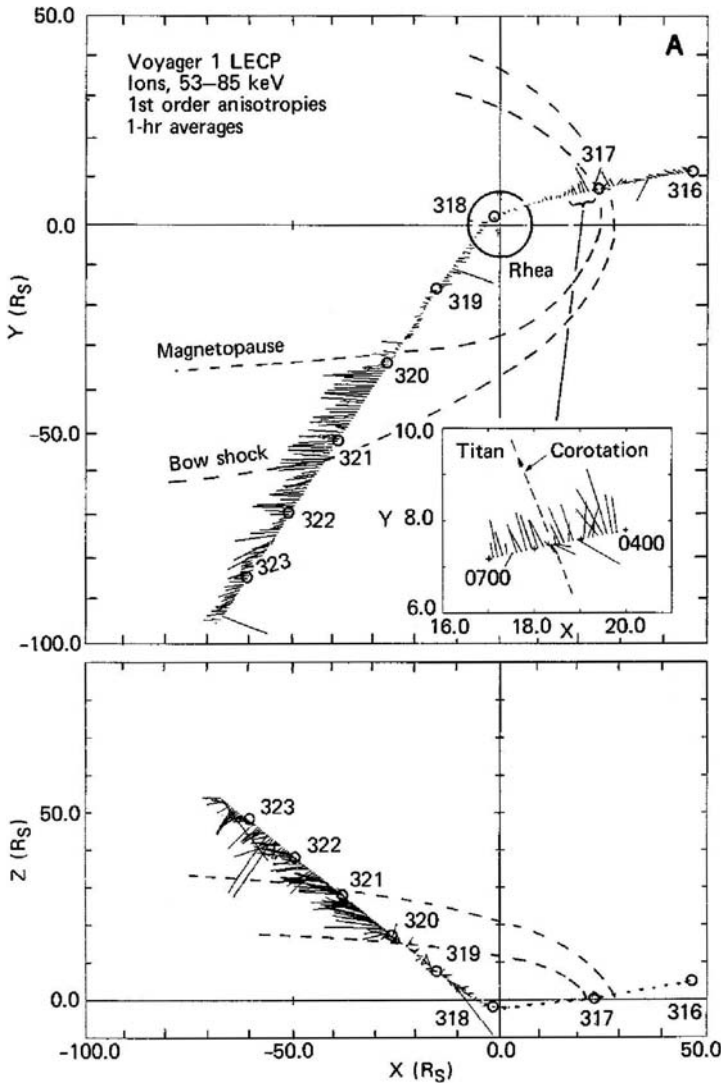 50.0
A
Voyager 1 LECP
Ions, 53–85 keV
1st order anisotropies
1-hr averages
317
316
318
0.0
Rhea
319
Y (R_S)
Magnetopause
320
-50.0
10.0
321
Titan
Corotation
Bow shock
Y
8.0
322
0400
323
0700
6.0
16.0
18.0
X
20.0
-100.0
323
50.0
322
Z (R_S)
321
320
319
0.0
318
317
316
-100.0
-50.0
0.0
50.0
X (R_S)